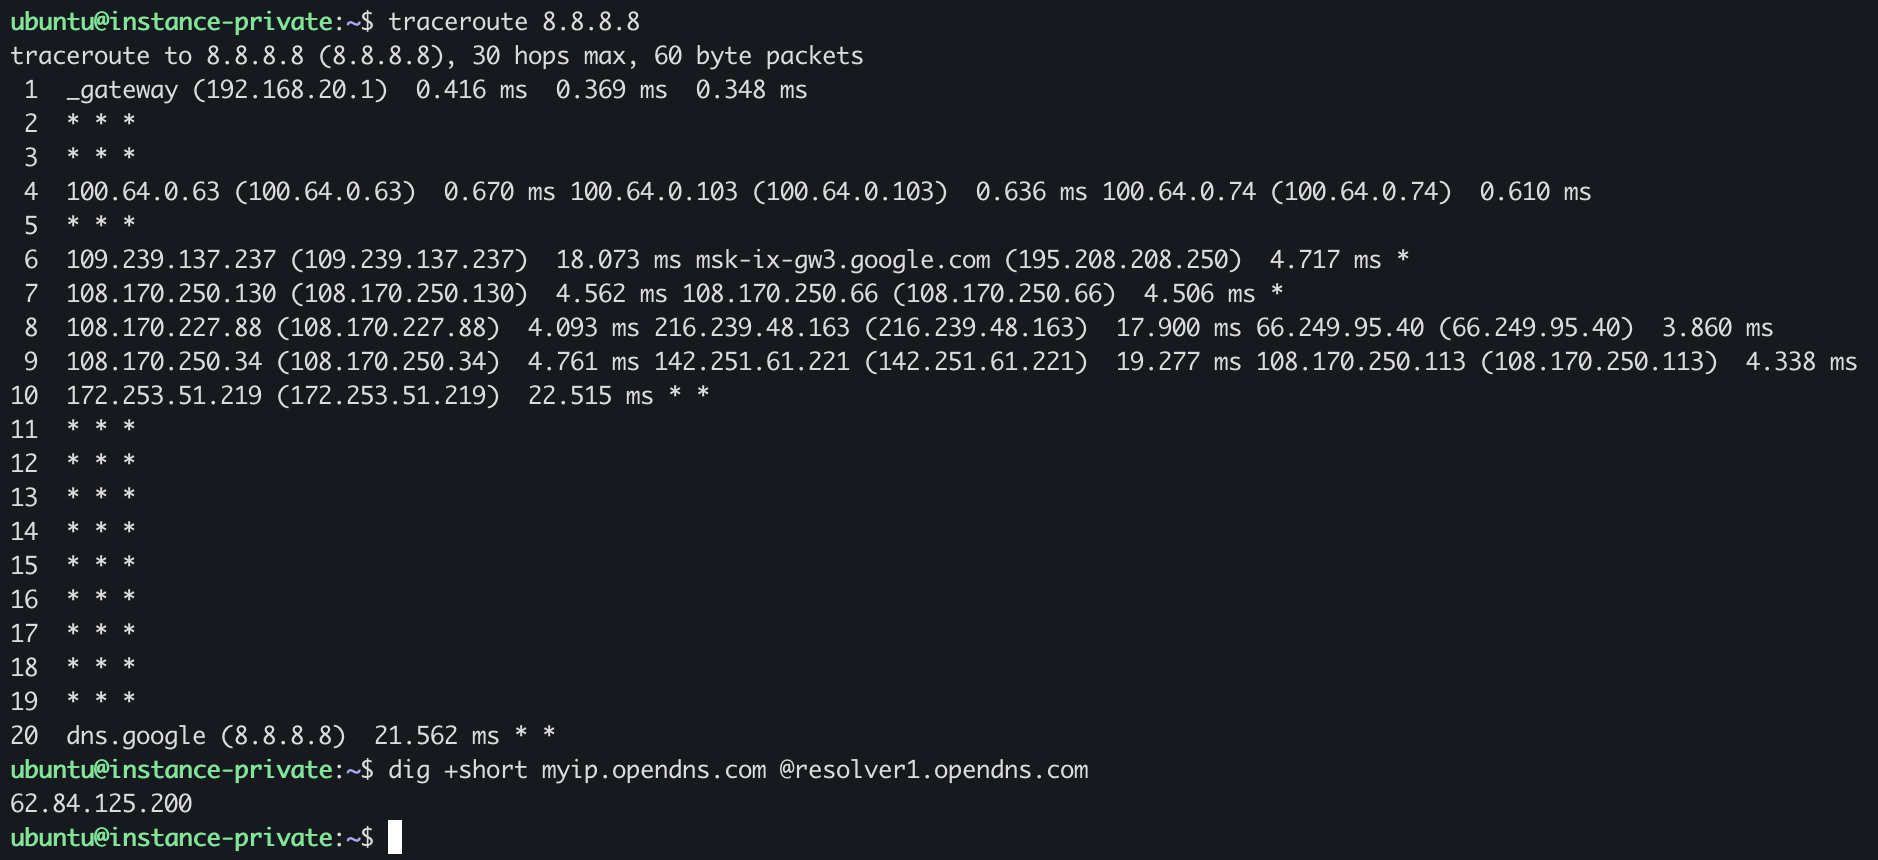 ubuntu@instance-private:~$ traceroute 8.8.8.8
traceroute to 8.8.8.8 (8.8.8.8), 30 hops max, 60 byte packets
 1  _gateway (192.168.20.1)  0.416 ms  0.369 ms  0.348 ms
 2  * * *
 3  * * *
 4  100.64.0.63 (100.64.0.63)  0.670 ms 100.64.0.103 (100.64.0.103)  0.636 ms 100.64.0.74 (100.64.0.74)  0.610 ms
 5  * * *
 6  109.239.137.237 (109.239.137.237)  18.073 ms msk-ix-gw3.google.com (195.208.208.250)  4.717 ms *
 7  108.170.250.130 (108.170.250.130)  4.562 ms 108.170.250.66 (108.170.250.66)  4.506 ms *
 8  108.170.227.88 (108.170.227.88)  4.093 ms 216.239.48.163 (216.239.48.163)  17.900 ms 66.249.95.40 (66.249.95.40)  3.860 ms
 9  108.170.250.34 (108.170.250.34)  4.761 ms 142.251.61.221 (142.251.61.221)  19.277 ms 108.170.250.113 (108.170.250.113)  4.338 ms
10  172.253.51.219 (172.253.51.219)  22.515 ms * *
11  * * *
12  * * *
13  * * *
14  * * *
15  * * *
16  * * *
17  * * *
18  * * *
19  * * *
20  dns.google (8.8.8.8)  21.562 ms * *
ubuntu@instance-private:~$ dig +short myip.opendns.com @resolver1.opendns.com
62.84.125.200
ubuntu@instance-private:~$